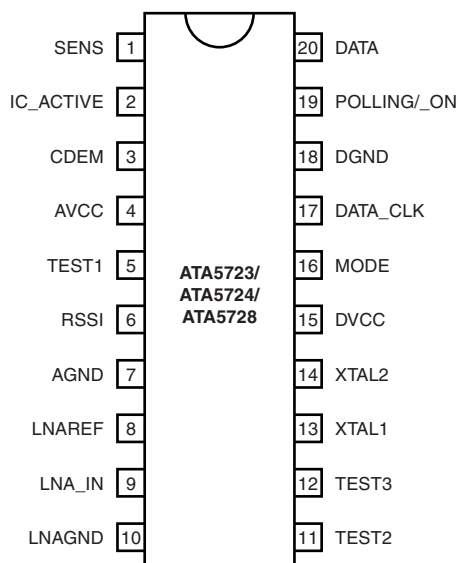 SENS 1 20 DATA
IC_ACTIVE 2 19 POLLING/_ON
CDEM 3 18 DGND
AVCC 4 17 DATA_CLK
TEST1 5 16 MODE
ATA5723/
ATA5724/
ATA5728
RSSI 6 15 DVCC
AGND 7 14 XTAL2
LNAREF 8 13 XTAL1
LNA_IN 9 12 TEST3
LNAGND 10 11 TEST2